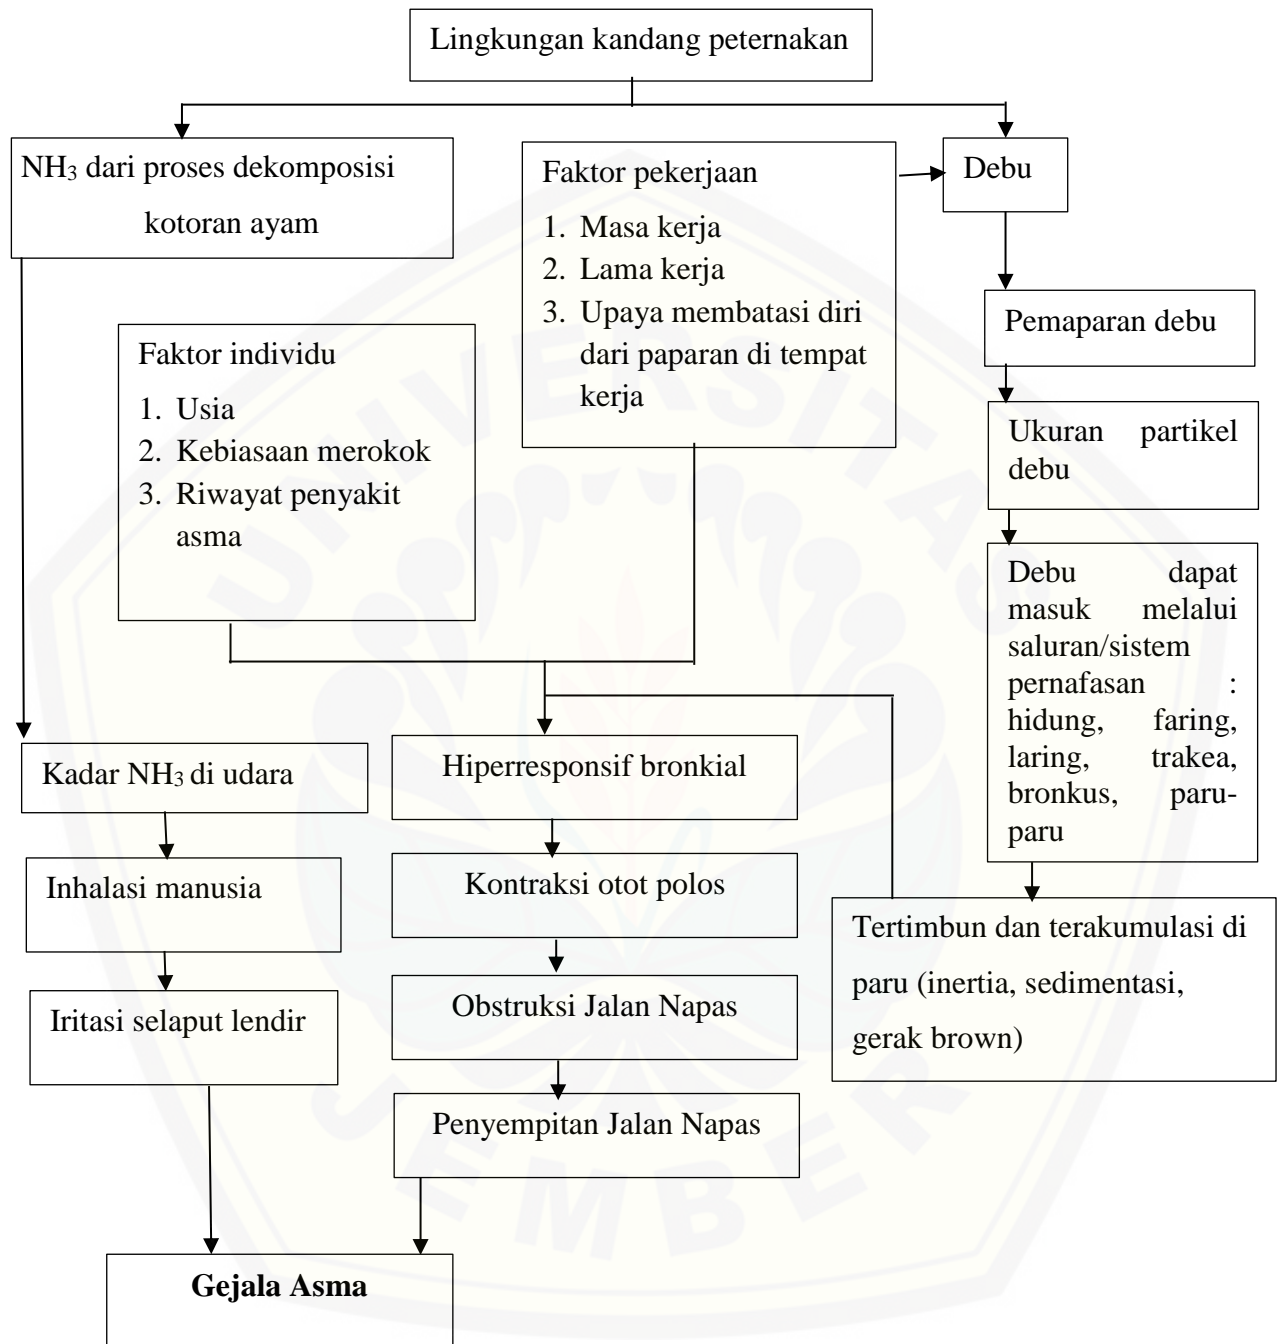 Lingkungan kandang peternakan
NH₃ dari proses dekomposisi
kotoran ayam
Faktor pekerjaan
1. Masa kerja
2. Lama kerja
3. Upaya membatasi diri
dari paparan di tempat
kerja
Debu
Pemaparan debu
Faktor individu
1. Usia
2. Kebiasaan merokok
3. Riwayat penyakit
asma
Ukuran partikel
debu
Debu dapat
masuk melalui
saluran/sistem
pernafasan :
hidung, faring,
laring, trakea,
bronkus, paru-
paru
Kadar NH₃ di udara
Hiperresponsif bronkial
Inhalasi manusia
Kontraksi otot polos
Tertimbun dan terakumulasi di
paru (inertia, sedimentasi,
gerak brown)
Iritasi selaput lendir
Obstruksi Jalan Napas
Penyempitan Jalan Napas
Gejala Asma
UNIVERSITAS
JEMBER